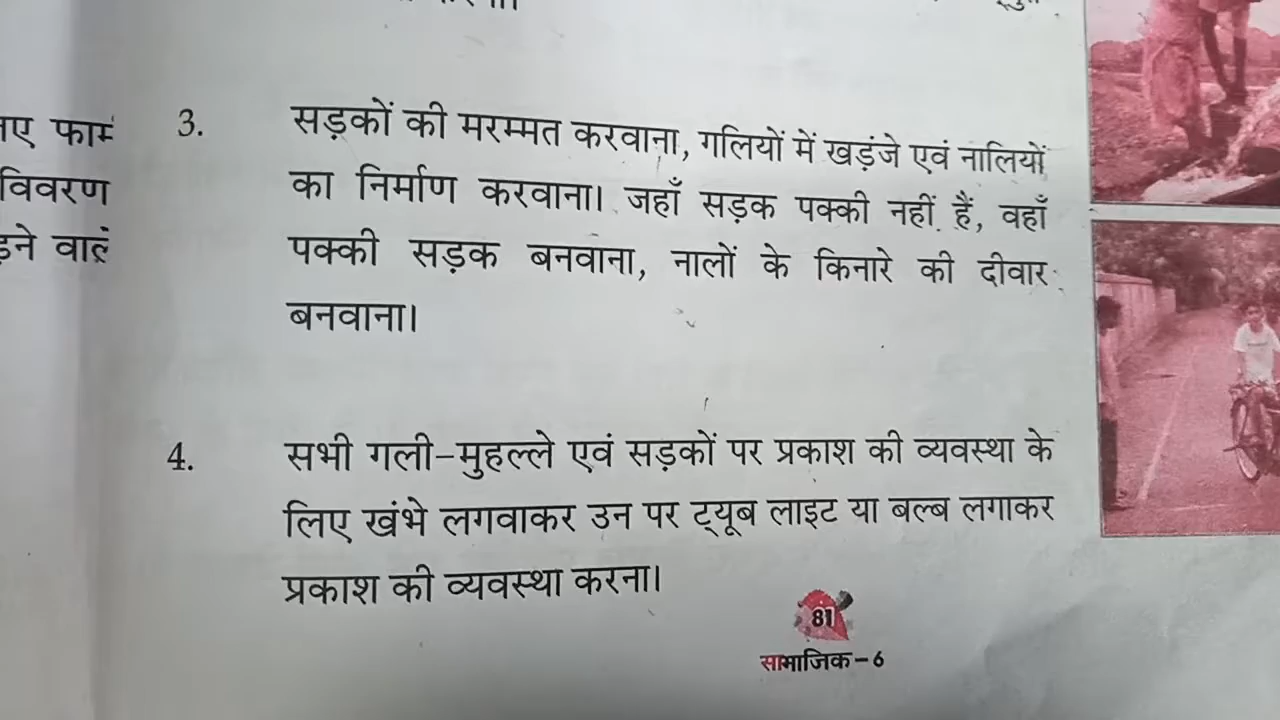 3. सड़कों की मरम्मत करवाना, गलियों में खड़ंजे एवं नालियों
का निर्माण करवाना। जहाँ सड़क पक्की नहीं हैं, वहाँ
पक्की सड़क बनवाना, नालों के किनारे की दीवार
बनवाना।
4. सभी गली-मुहल्ले एवं सड़कों पर प्रकाश की व्यवस्था के
लिए खंभे लगवाकर उन पर ट्यूब लाइट या बल्ब लगाकर
प्रकाश की व्यवस्था करना।
विवरण
81
सामाजिक-6